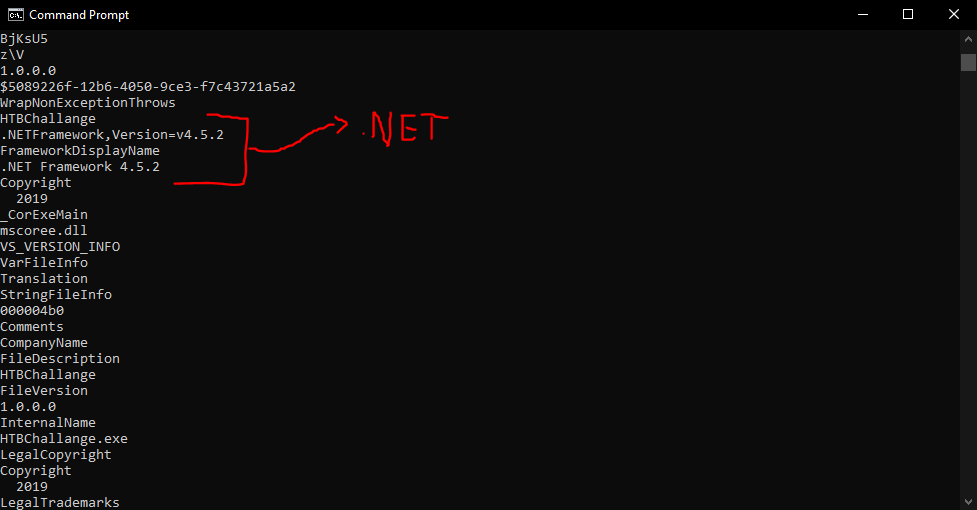 Command Prompt
BjKsU5
z\V
1.0.0.0
$5089226f-12b6-4050-9ce3-f7c43721a5a2
WrapNonExceptionThrows
HTBChallange
.NETFramework,Version=v4.5.2
FrameworkDisplayName
.NET Framework 4.5.2
.NET
Copyright
  2019
_CorExeMain
mscoree.dll
VS_VERSION_INFO
VarFileInfo
Translation
StringFileInfo
000004b0
Comments
CompanyName
FileDescription
HTBChallange
FileVersion
1.0.0.0
InternalName
HTBChallange.exe
LegalCopyright
Copyright
  2019
LegalTrademarks